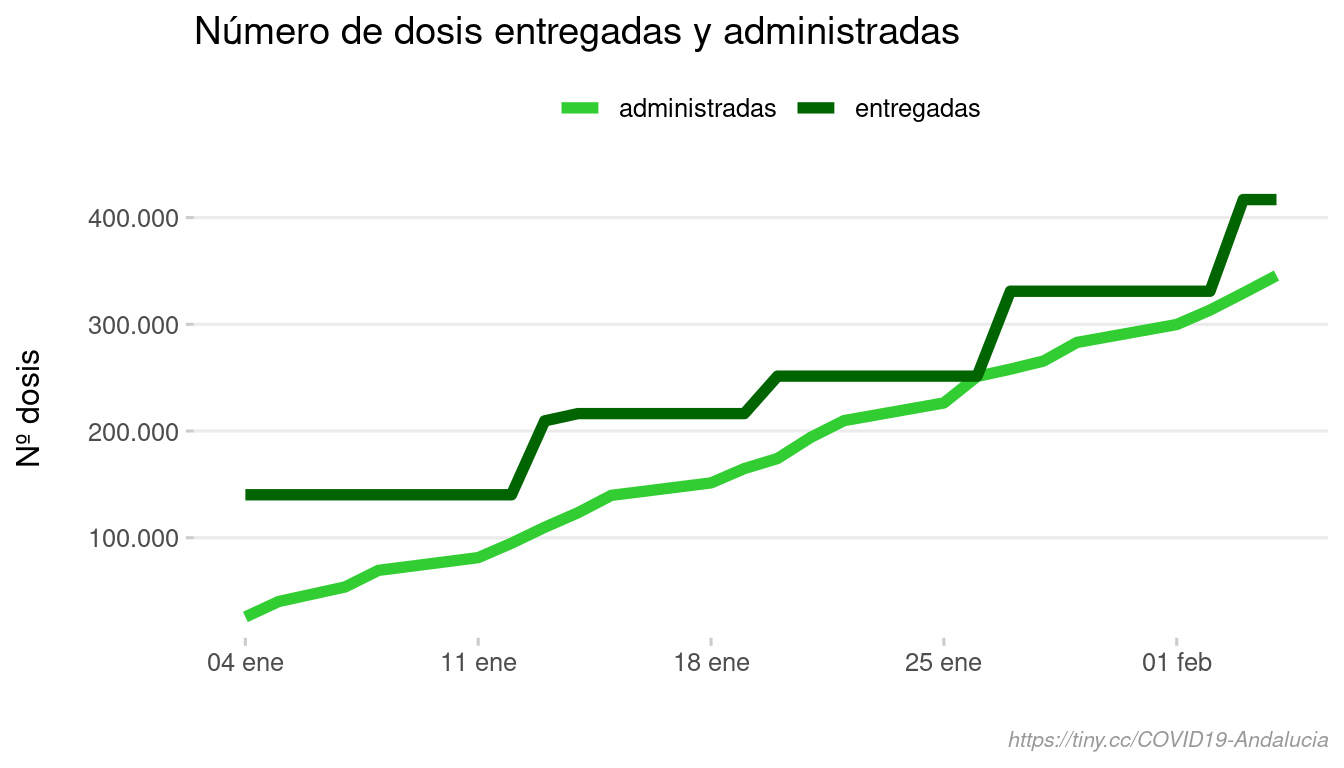 Número de dosis entregadas y administradas
administradas
entregadas
400.000
300.000
200.000
100.000
Nº dosis
04 ene
11 ene
18 ene
25 ene
01 feb
https://tiny.cc/COVID19-Andalucia